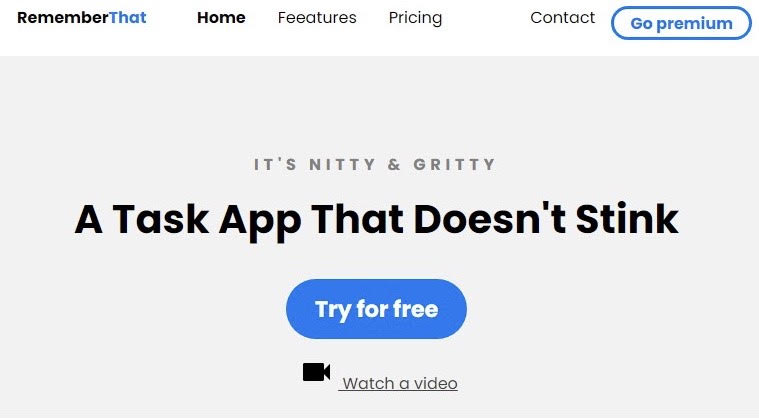 RememberThat Home Feeatures Pricing Contact Go premium
IT'S NITTY & GRITTY
A Task App That Doesn't Stink
Try for free
Watch a video